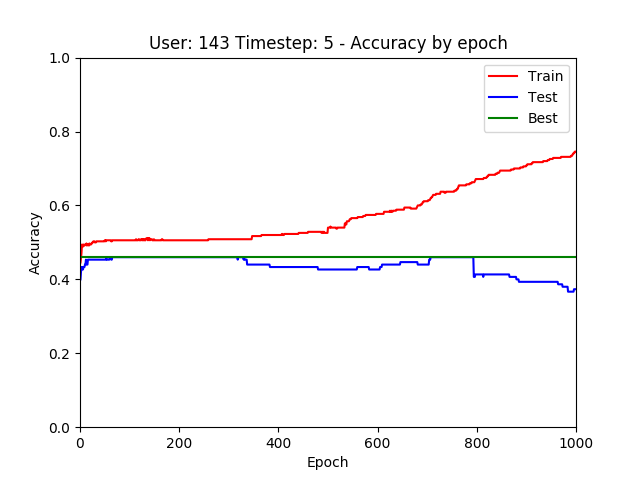 User: 143 Timestep: 5 - Accuracy by epoch
1.0
0.8
0.6
0.4
0.2
0.0
Accuracy
Train
Test
Best
0 200 400 600 800 1000
Epoch